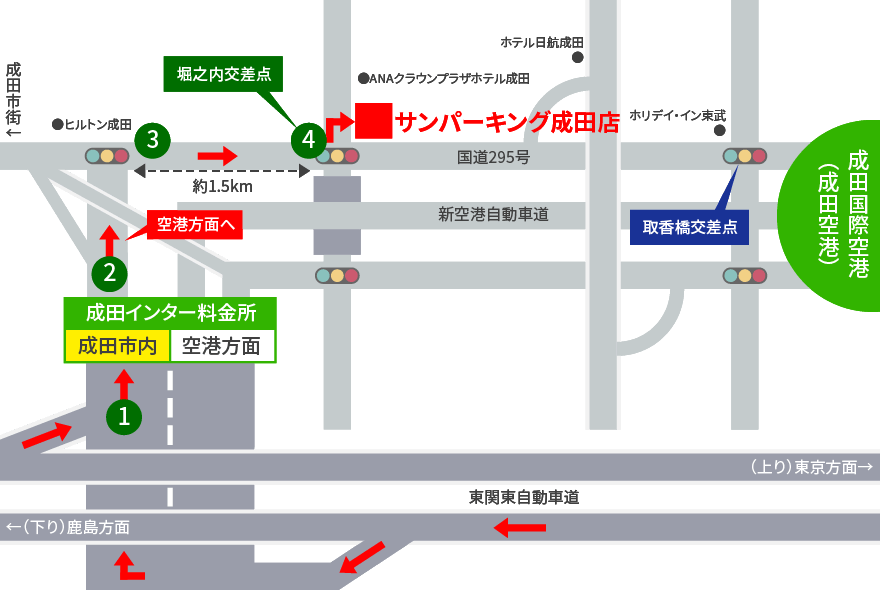 ホテル日航成田
●ANAクラウンプラザホテル成田
堀之内交差点
成田市街←
●ヒルトン成田
3
4
サンパーキング成田店
ホリデイ・イン東武
国道295号
約1.5km
成田国際空港
(成田空港)
新空港自動車道
空港方面へ
取香橋交差点
2
成田インター料金所
成田市内
空港方面
1
(上り)東京方面→
東関東自動車道
←(下り)鹿島方面